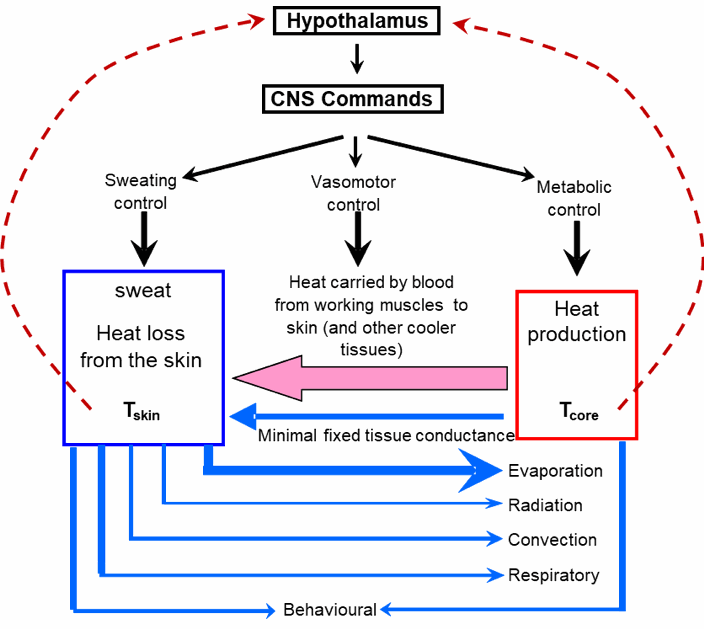 Hypothalamus
CNS Commands
Sweating
control
Vasomotor
control
Metabolic
control
sweat
Heat loss
from the skin
Tskin
Heat carried by blood
from working muscles to
skin (and other cooler
tissues)
Heat
production
Tcore
Minimal fixed tissue conductance
Evaporation
Radiation
Convection
Respiratory
Behavioural